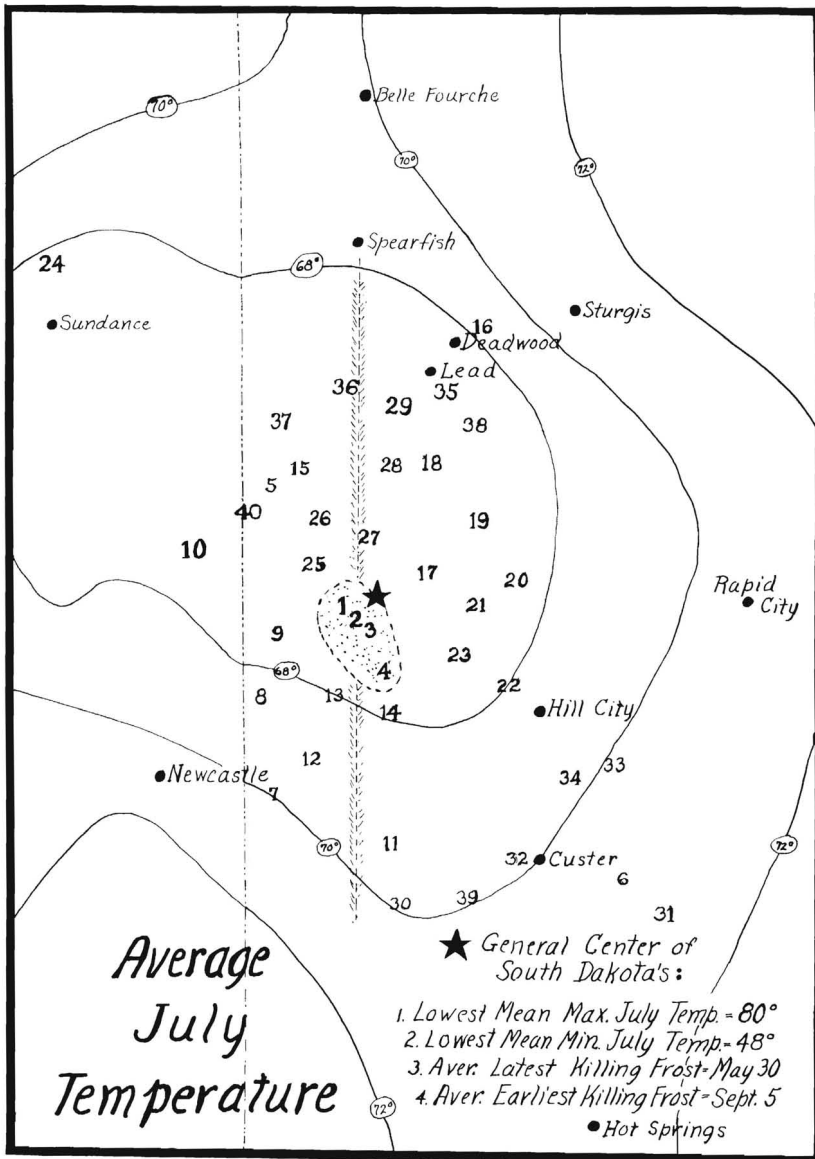 70°
Belle Fourche
70°
72°
Spearfish
24
68°
Sundance
16
Sturgis
Deadwood
Lead
36
35
29
37
38
15
28
18
5
40
26
19
27
10
25
17
20
1
Rapid
City
2
21
3
9
23
4
68°
22
8
13
14
Hill City
12
33
Newcastle
34
7
11
70°
72°
32
Custer
6
30
39
31
Average
July
Temperature
72°
★ General Center of
South Dakota's:
1. Lowest Mean Max. July Temp. = 80°
2. Lowest Mean Min. July Temp. = 48°
3. Aver. Latest Killing Frost = May 30
4. Aver. Earliest Killing Frost = Sept. 5
Hot Springs